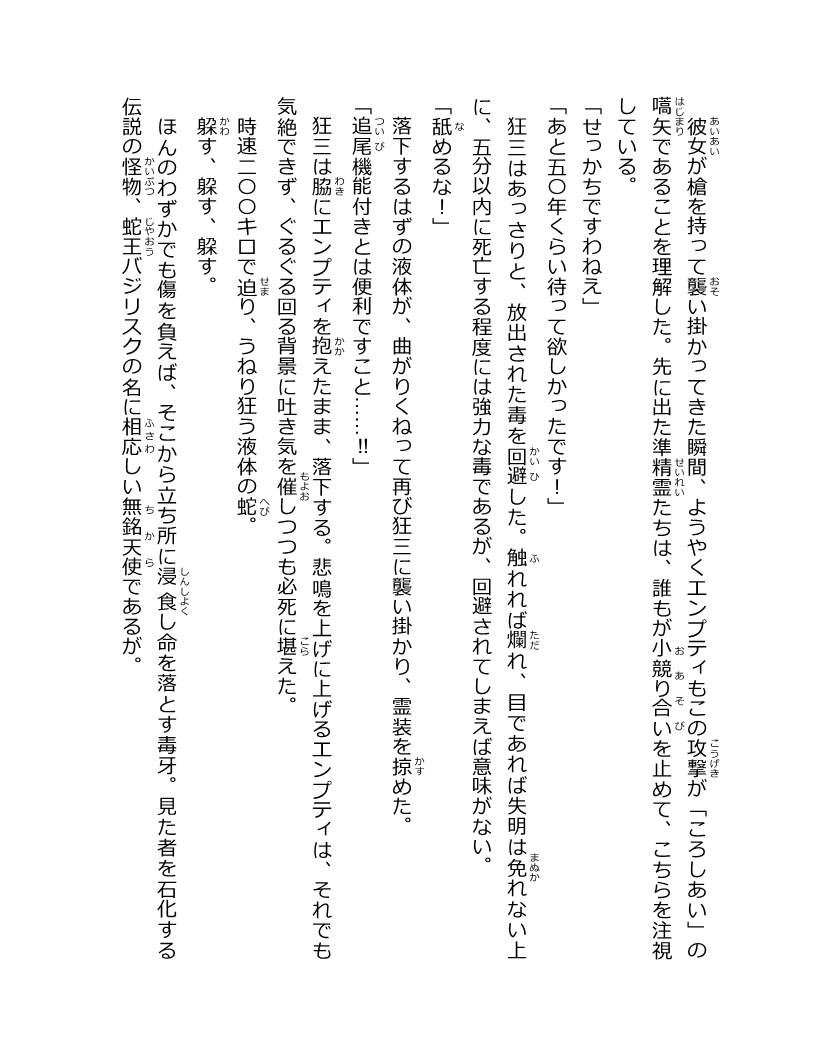 彼女が槍を持って襲い掛かってきた瞬間、ようやくエンプティもこの攻撃が「ころしあい」の
嚆矢であることを理解した。先に出た準精霊たちは、誰もが小競り合いを止めて、こちらを注視
している。
「せっかちですわねえ」
「あと五〇年くらい待って欲しかったです！」
狂三はあっさりと、放出された毒を回避した。触れれば爛れ、目であれば失明は免れない上
に、五分以内に死亡する程度には強力な毒であるが、回避されてしまえば意味がない。
「舐めるな！」
落下するはずの液体が、曲がりくねって再び狂三に襲い掛かり、霊装を掠めた。
「追尾機能付きとは便利ですこと……‼」
狂三は脇にエンプティを抱えたまま、落下する。悲鳴を上げに上げるエンプティは、それでも
気絶できず、ぐるぐる回る背景に吐き気を催しつつも必死に堪えた。
時速二〇〇キロで迫り、うねり狂う液体の蛇。
躱す、躱す、躱す。
ほんのわずかでも傷を負えば、そこから立ち所に浸食し命を落とす毒牙。見た者を石化する
伝説の怪物、蛇王バジリスクの名に相応しい無銘天使であるが。